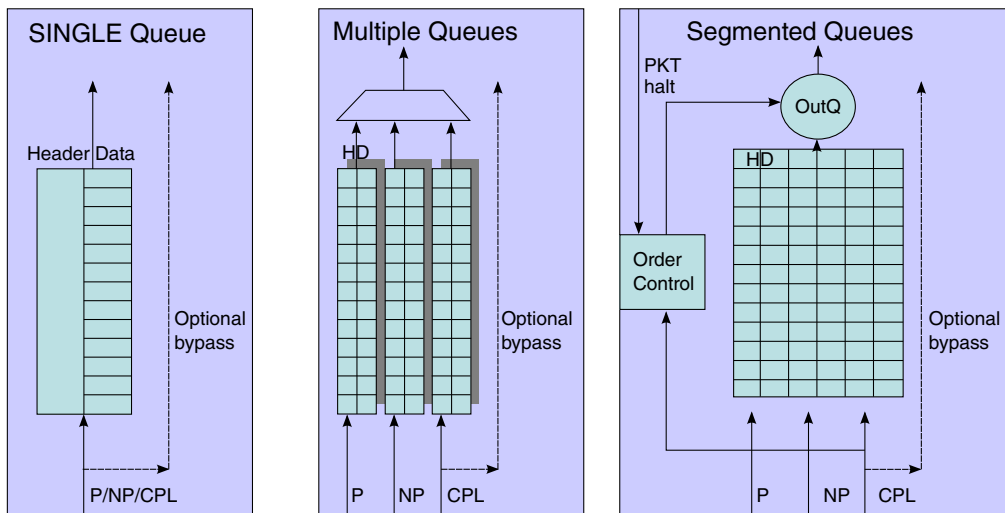 SINGLE Queue
Header Data
Optional
bypass
P/NP/CPL
Multiple Queues
HD
Optional
bypass
P NP CPL
Segmented Queues
PKT
halt
OutQ
HD
Order
Control
Optional
bypass
P NP CPL